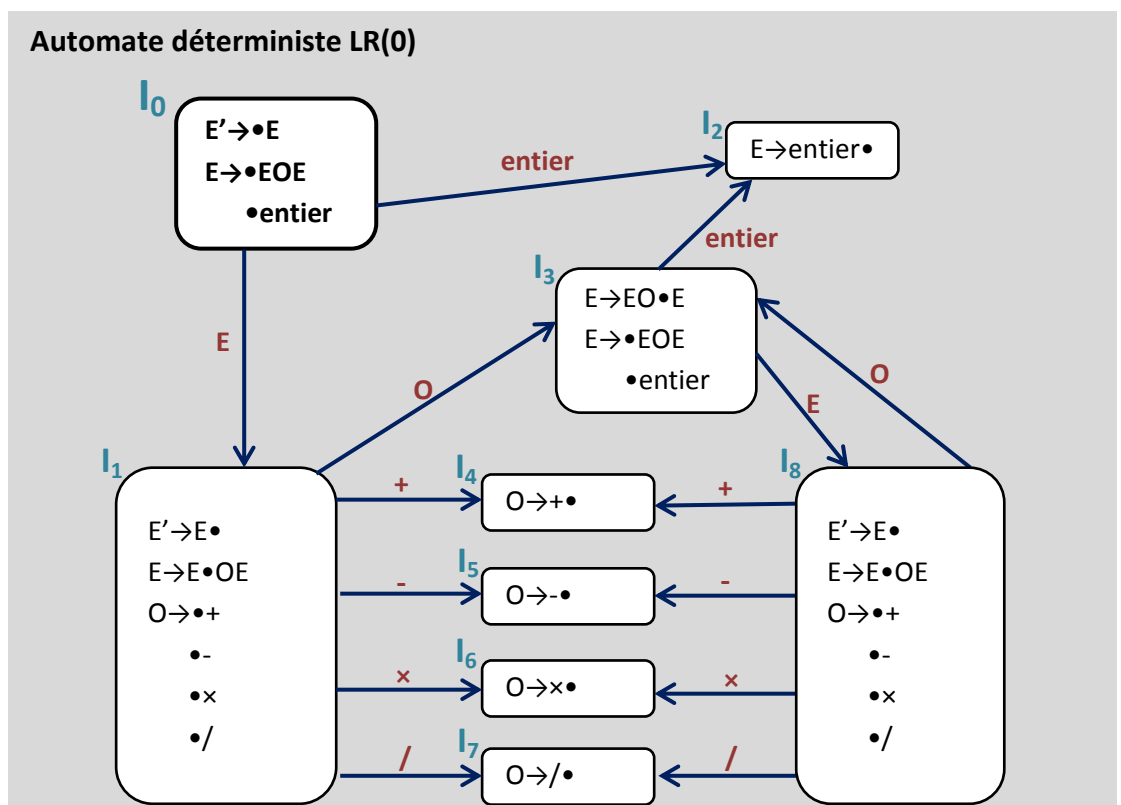 Automate déterministe LR(0)
I₀
E’→●E
E→●EOE
●entier
entier
I₂
E→entier●
entier
I₃
E→EO●E
E→●EOE
●entier
E
O
O
E
I₁
E’→E●
E→E●OE
O→●+
●-
●×
●/
+
-
×
/
I₄
O→+●
I₅
O→-●
I₆
O→×●
I₇
O→/●
+
-
×
/
I₈
E’→E●
E→E●OE
O→●+
●-
●×
●/